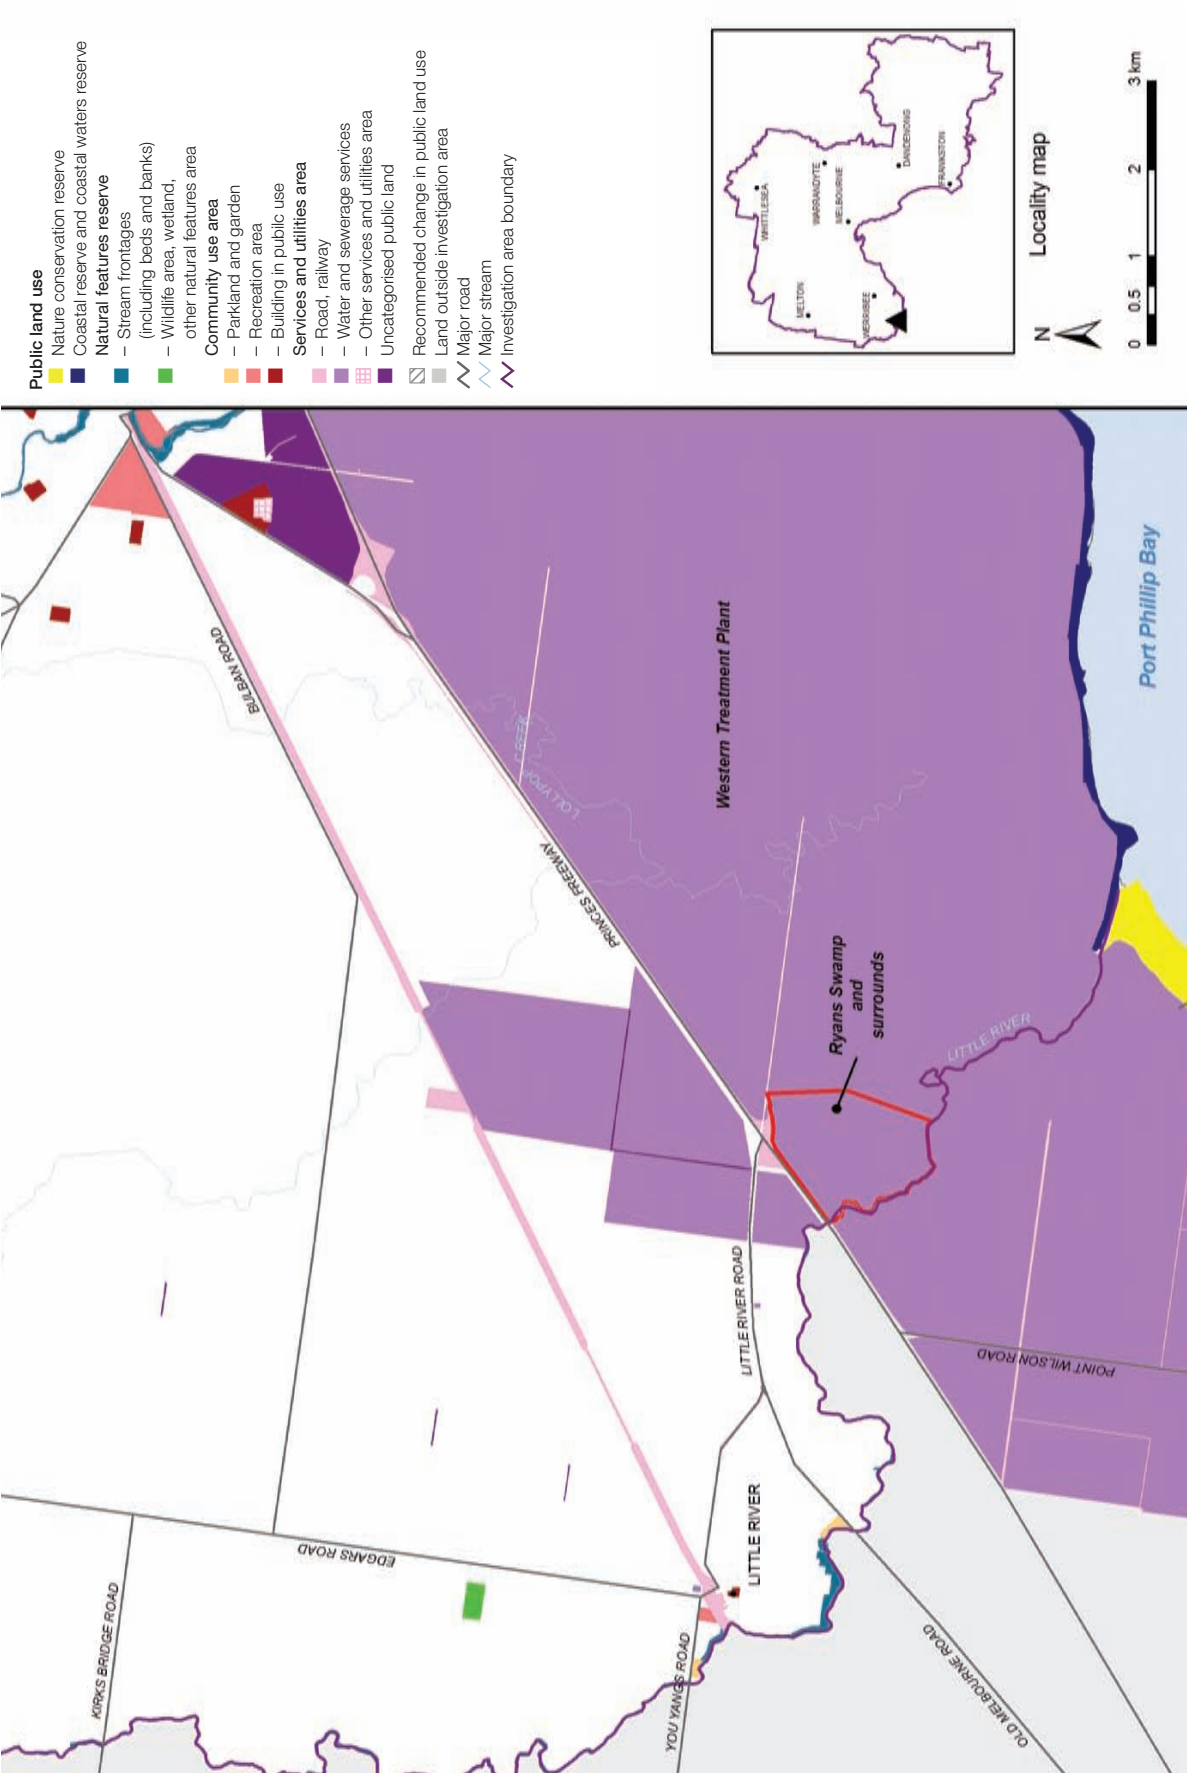 Public land use
Nature conservation reserve
Coastal reserve and coastal waters reserve
Natural features reserve
– Stream frontages
(including beds and banks)
– Wildlife area, wetland,
other natural features area
Community use area
– Parkland and garden
– Recreation area
– Building in public use
Services and utilities area
– Road, railway
– Water and sewerage services
– Other services and utilities area
Uncategorised public land
Recommended change in public land use
Land outside investigation area
Major road
Major stream
Investigation area boundary
WHITTLESEA
MELTON
WARRANDYTE
MELBOURNE
DANDENONG
WERRIBEE
FRANKSTON
Locality map
N
0 0.5 1 2 3 km
BULBAN ROAD
LOLLYPOP CREEK
PRINCES FREEWAY
Western Treatment Plant
Port Phillip Bay
Ryans Swamp
and
surrounds
LITTLE RIVER
LITTLE RIVER ROAD
POINT WILSON ROAD
EDGARS ROAD
LITTLE RIVER
KIRKS BRIDGE ROAD
YOU YANGS ROAD
OLD MELBOURNE ROAD